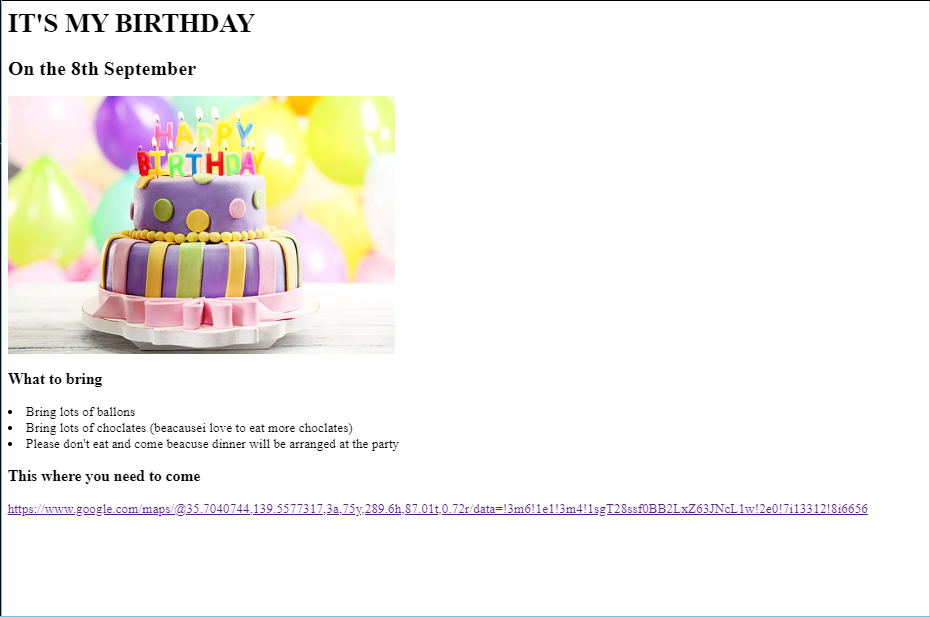 IT'S MY BIRTHDAY
On the 8th September
HAPPY
BIRTHDAY
What to bring
Bring lots of ballons
Bring lots of choclates (beacausei love to eat more choclates)
Please don't eat and come beacuse dinner will be arranged at the party
This where you need to come
https://www.google.com/maps/@35.7040744,139.5577317,3a,75y,289.6h,87.01t,0.72r/data=!3m6!1e1!3m4!1sgT28ssf0BB2LxZ63JNcL1w!2e0!7i13312!8i6656